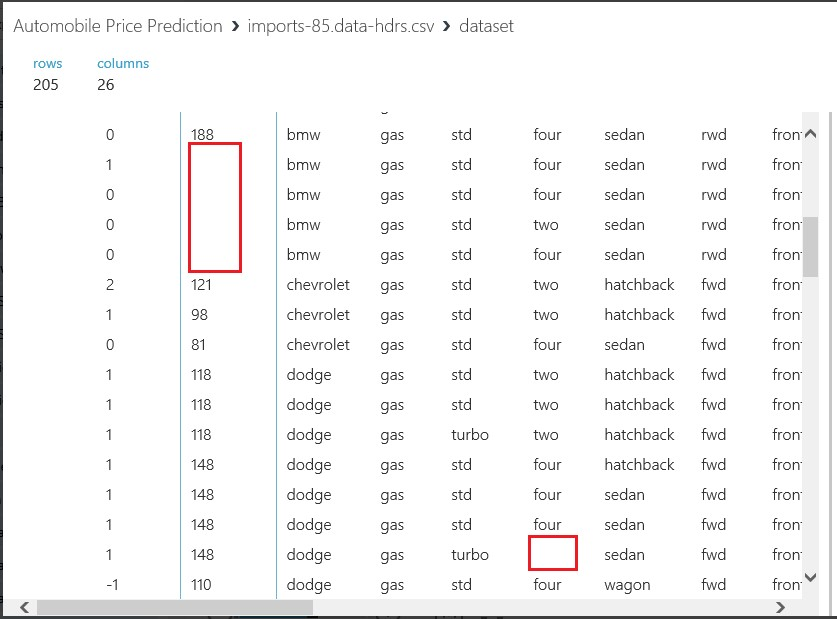 Automobile Price Prediction > imports-85.data-hdrs.csv > dataset
rows columns
205 26
0 188 bmw gas std four sedan rwd fron
1 bmw gas std four sedan rwd fron
0 bmw gas std four sedan rwd fron
0 bmw gas std two sedan rwd fron
0 bmw gas std four sedan rwd fron
2 121 chevrolet gas std two hatchback fwd fron
1 98 chevrolet gas std two hatchback fwd fron
0 81 chevrolet gas std four sedan fwd fron
1 118 dodge gas std two hatchback fwd fron
1 118 dodge gas std two hatchback fwd fron
1 118 dodge gas turbo two hatchback fwd fron
1 148 dodge gas std four hatchback fwd fron
1 148 dodge gas std four sedan fwd fron
1 148 dodge gas std four sedan fwd fron
1 148 dodge gas turbo sedan fwd fron
-1 110 dodge gas std four wagon fwd fron